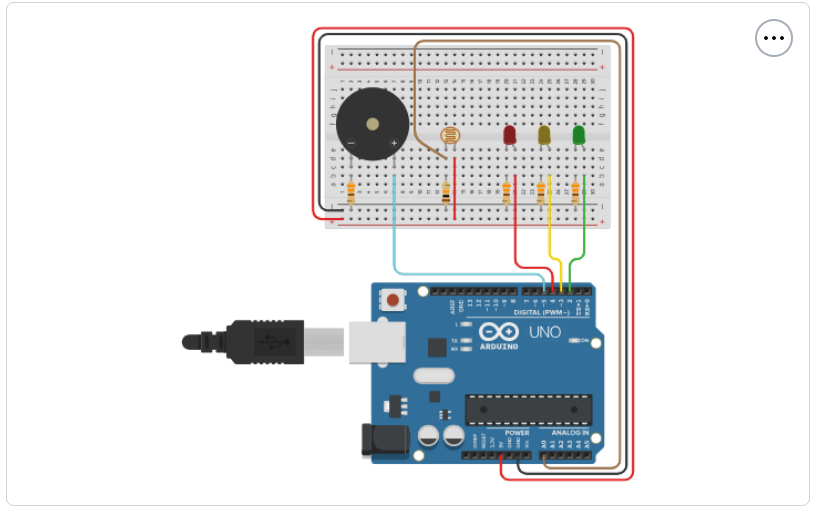 AREF
GND
13
12
~11
~10
~9
8
7
~6
~5
4
~3
2
TX→1
RX←0
DIGITAL (PWM~)
L
TX
RX
UNO
ARDUINO
ON
POWER
ANALOG IN
IOREF
RESET
3.3V
5V
GND
GND
Vin
A0
A1
A2
A3
A4
A5